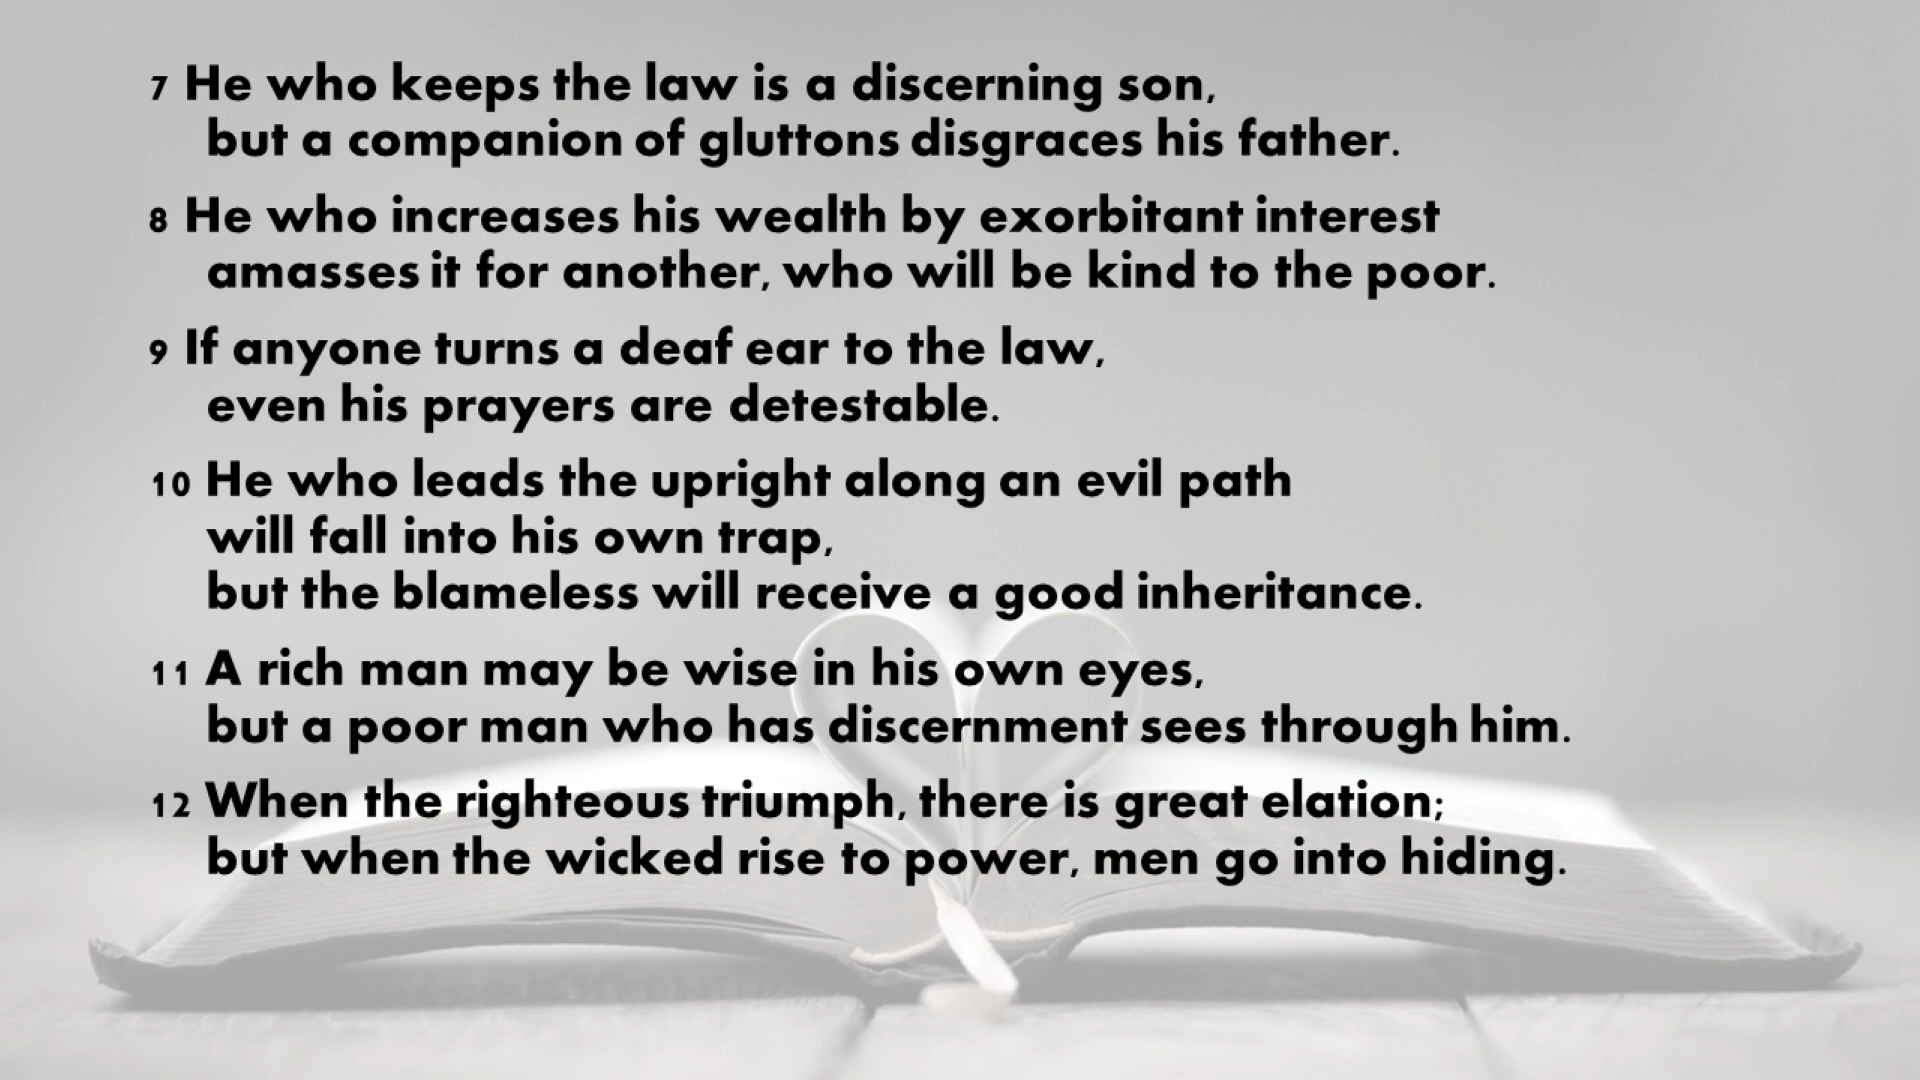 7 He who keeps the law is a discerning son,
but a companion of gluttons disgraces his father.
8 He who increases his wealth by exorbitant interest
amasses it for another, who will be kind to the poor.
9 If anyone turns a deaf ear to the law,
even his prayers are detestable.
10 He who leads the upright along an evil path
will fall into his own trap,
but the blameless will receive a good inheritance.
11 A rich man may be wise in his own eyes,
but a poor man who has discernment sees through him.
12 When the righteous triumph, there is great elation;
but when the wicked rise to power, men go into hiding.